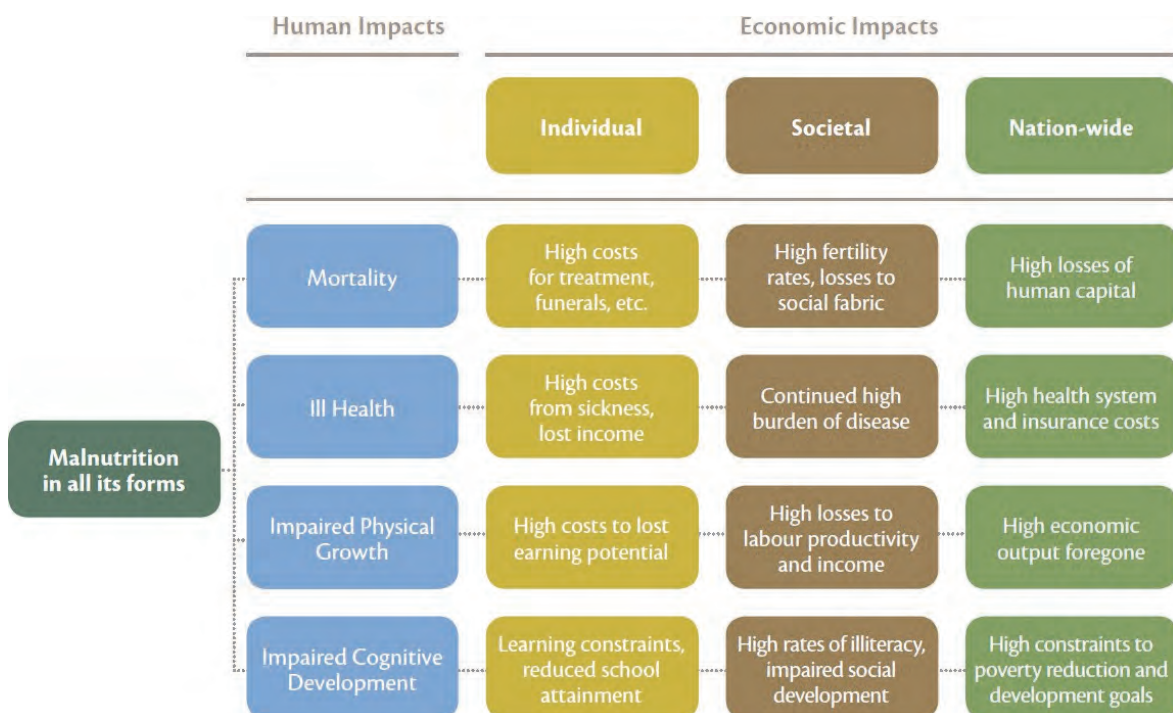 Human Impacts
Economic Impacts
Individual
Societal
Nation-wide
Malnutrition
in all its forms
Mortality
High costs
for treatment,
funerals, etc.
High fertility
rates, losses to
social fabric
High losses of
human capital
Ill Health
High costs
from sickness,
lost income
Continued high
burden of disease
High health system
and insurance costs
Impaired Physical
Growth
High costs to lost
earning potential
High losses to
labour productivity
and income
High economic
output foregone
Impaired Cognitive
Development
Learning constraints,
reduced school
attainment
High rates of illiteracy,
impaired social
development
High constraints to
poverty reduction and
development goals